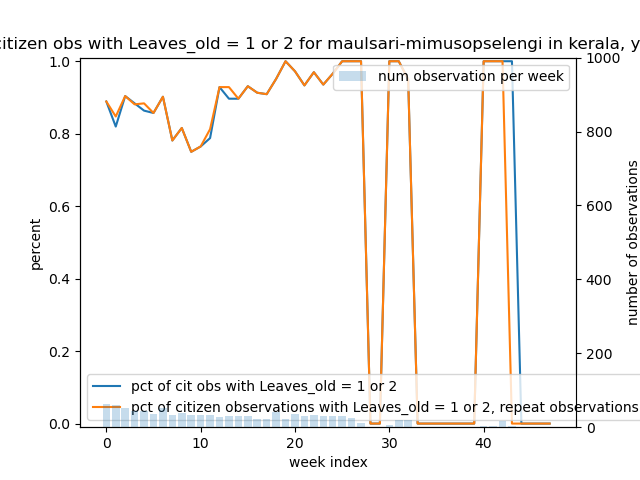 citizen obs with Leaves_old = 1 or 2 for maulsari-mimusopselengi in kerala, y
1.0
0.8
0.6
0.4
0.2
0.0
percent
1000
800
600
400
200
0
number of observations
num observation per week
pct of cit obs with Leaves_old = 1 or 2
pct of citizen observations with Leaves_old = 1 or 2, repeat observations
0
10
20
30
40
week index